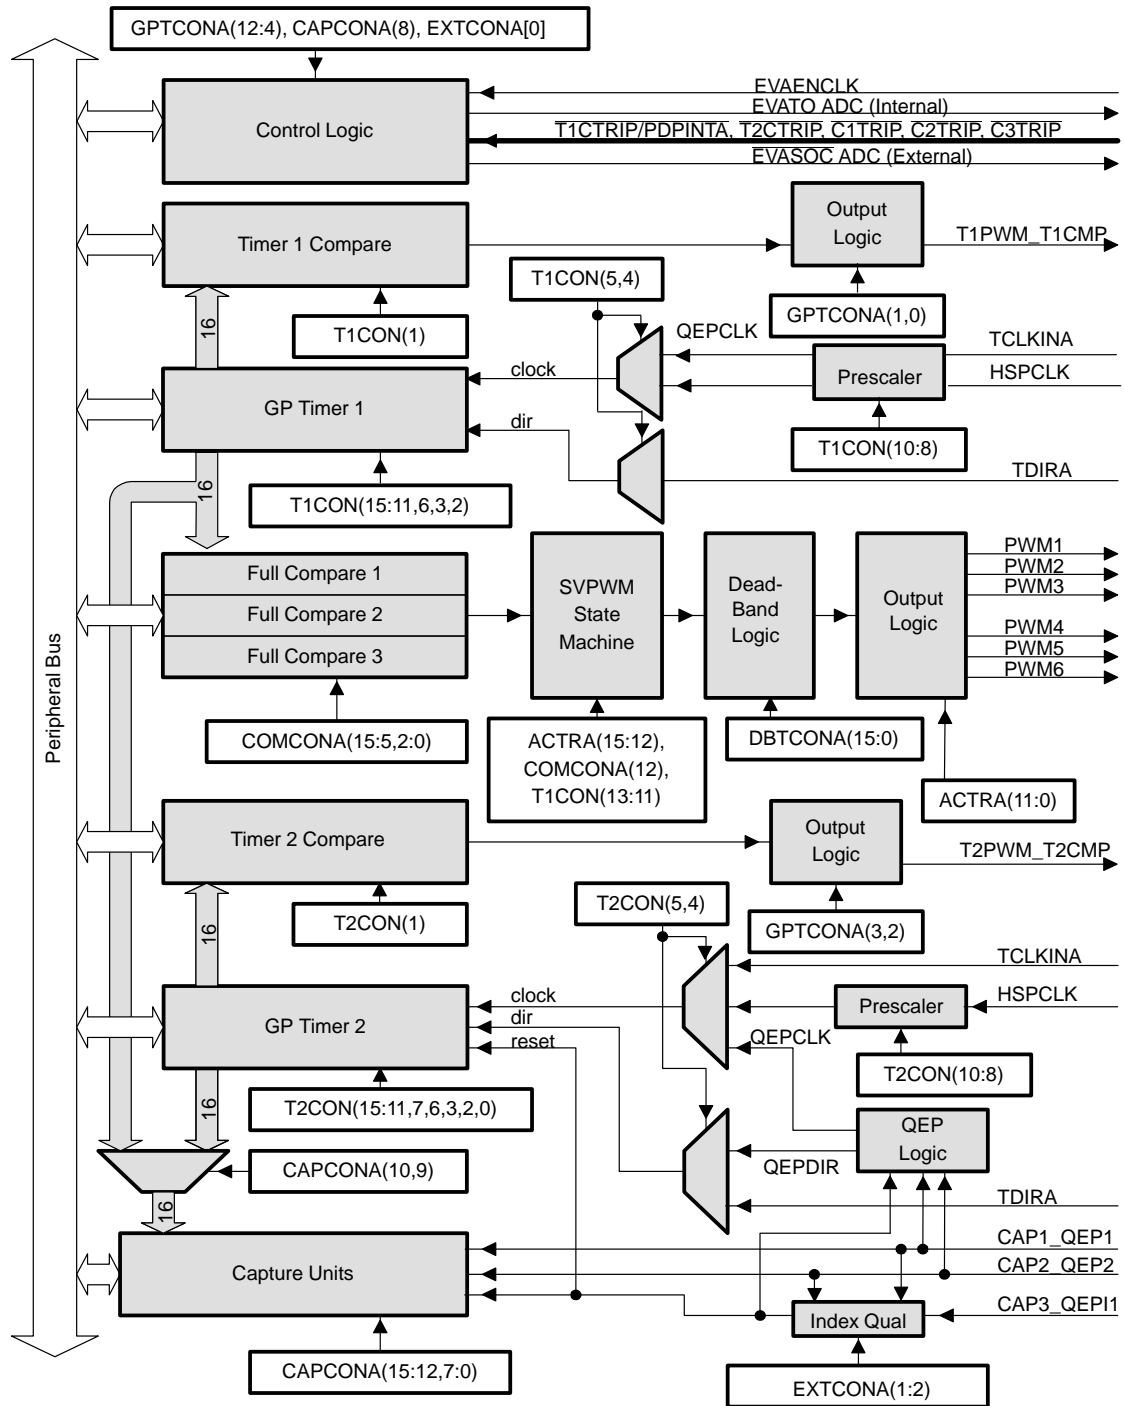 GPTCONA(12:4), CAPCONA(8), EXTCONA[0]
Control Logic
EVAENCLK
EVATO ADC (Internal)
T1CTRIP/PDPINTA, T2CTRIP, C1TRIP, C2TRIP, C3TRIP
EVASOC ADC (External)
Timer 1 Compare
Output
Logic
T1PWM_T1CMP
T1CON(5,4)
GPTCONA(1,0)
16
T1CON(1)
QEPCLK
TCLKINA
clock
Prescaler
HSPCLK
GP Timer 1
dir
T1CON(10:8)
TDIRA
16
T1CON(15:11,6,3,2)
Full Compare 1
Full Compare 2
Full Compare 3
SVPWM
State
Machine
Dead-
Band
Logic
Output
Logic
PWM1
PWM2
PWM3
PWM4
PWM5
PWM6
Peripheral Bus
COMCONA(15:5,2:0)
ACTRA(15:12),
COMCONA(12),
T1CON(13:11)
DBTCONA(15:0)
ACTRA(11:0)
Timer 2 Compare
Output
Logic
T2PWM_T2CMP
T2CON(5,4)
GPTCONA(3,2)
16
T2CON(1)
TCLKINA
clock
Prescaler
HSPCLK
GP Timer 2
dir
reset
QEPCLK
T2CON(10:8)
16
T2CON(15:11,7,6,3,2,0)
QEP
Logic
QEPDIR
CAPCONA(10,9)
TDIRA
16
CAP1_QEP1
Capture Units
CAP2_QEP2
CAP3_QEPI1
Index Qual
CAPCONA(15:12,7:0)
EXTCONA(1:2)